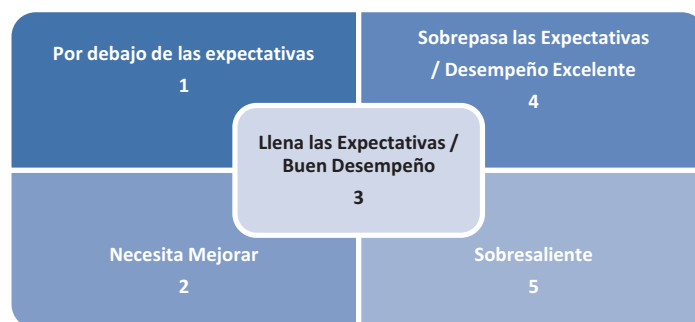 Por debajo de las expectativas
1
Sobrepasa las Expectativas
/ Desempeño Excelente
4
Llena las Expectativas /
Buen Desempeño
3
Necesita Mejorar
2
Sobresaliente
5